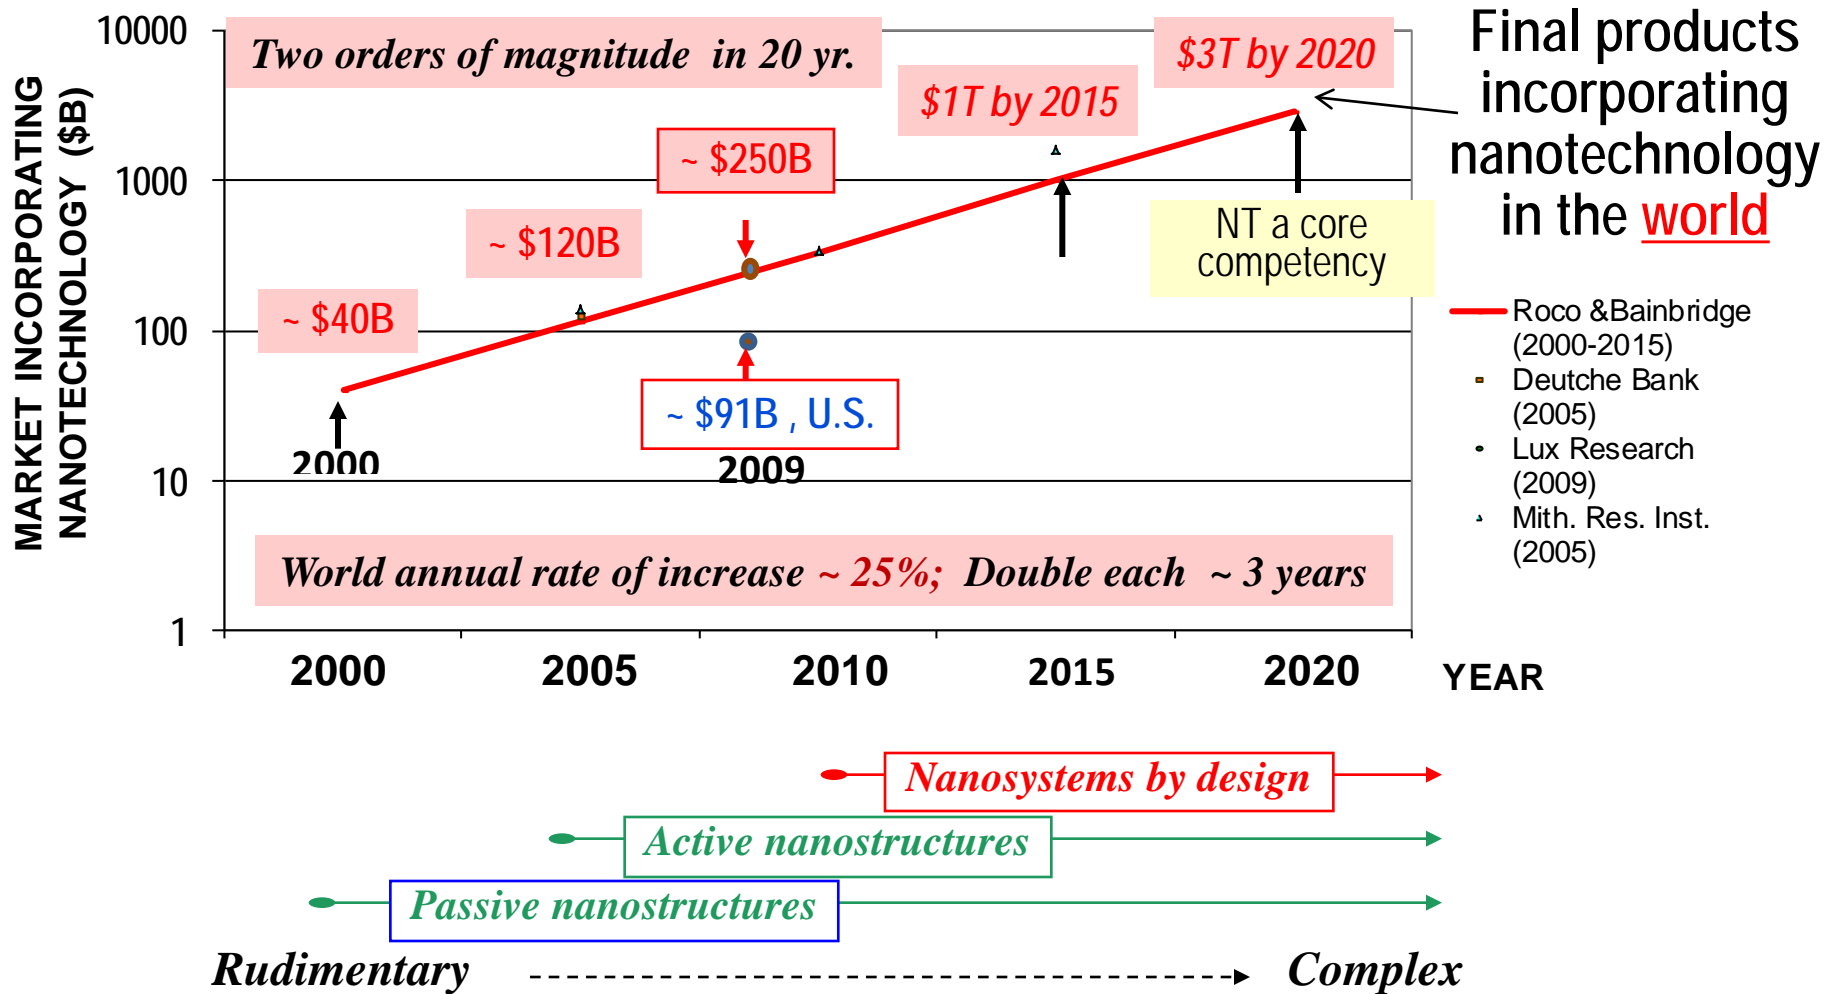 10000
1000
100
10
1
MARKET INCORPORATING
NANOTECHNOLOGY ($B)
Two orders of magnitude in 20 yr.
$3T by 2020
$1T by 2015
~ $250B
~ $120B
~ $40B
~ $91B , U.S.
2000
2009
NT a core
competency
World annual rate of increase ~ 25%; Double each ~ 3 years
Final products
incorporating
nanotechnology
in the world
Roco &Bainbridge
(2000-2015)
Deutche Bank
(2005)
Lux Research
(2009)
Mith. Res. Inst.
(2005)
2000 2005 2010 2015 2020 YEAR
Nanosystems by design
Active nanostructures
Passive nanostructures
Rudimentary Complex